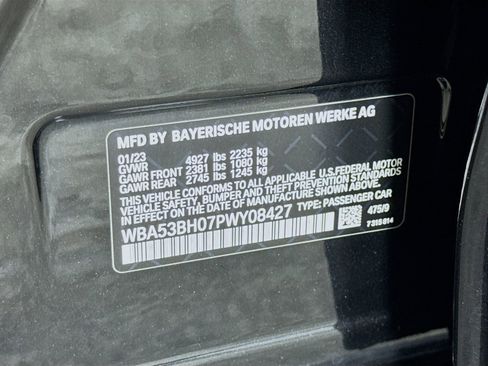 MFD BY BAYERISCHE MOTOREN WERKE AG
01/23 4927 lbs 2235 kg
GVWR 2381 lbs 1080 kg
GAWR FRONT 2745 lbs 1245 kg
GAWR REAR
THIS VEHICLE CONFORMS TO ALL APPLICABLE U.S. FEDERAL MOTOR
VEHICLE SAFETY, BUMPER, AND THEFT PREVENTION STANDARDS IN
EFFECT ON THE DATE OF MANUFACTURE SHOWN ABOVE.
WBA53BH07PWY08427 TYPE: PASSENGER CAR
475/9
7318814